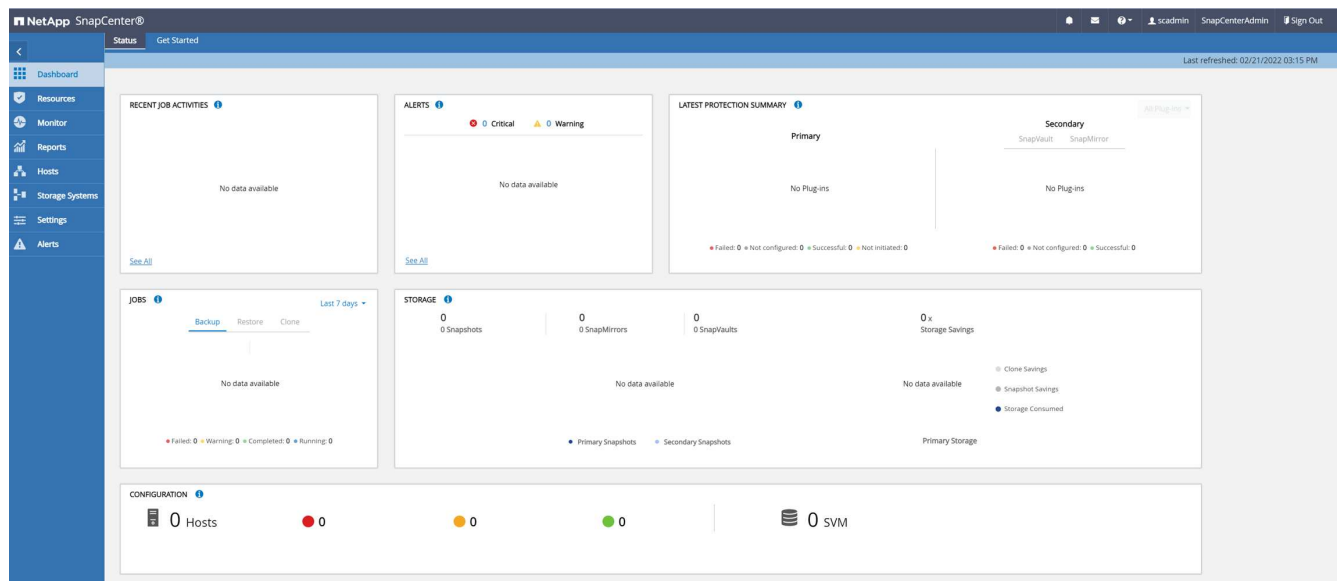 NetApp SnapCenter®
scadmin SnapCenterAdmin Sign Out
Status Get Started
Last refreshed: 02/21/2022 03:15 PM
Dashboard
Resources
Monitor
Reports
Hosts
Storage Systems
Settings
Alerts
RECENT JOB ACTIVITIES
No data available
See All
ALERTS
0 Critical 0 Warning
No data available
See All
LATEST PROTECTION SUMMARY
All Plug-ins
Primary
No Plug-ins
Failed: 0 Not configured: 0 Successful: 0 Not Initiated: 0
Secondary
SnapVault SnapMirror
No Plug-ins
Failed: 0 Not configured: 0 Successful: 0
JOBS
Last 7 days
Backup Restore Clone
No data available
Failed: 0 Warning: 0 Completed: 0 Running: 0
STORAGE
0
0 Snapshots
0
0 SnapMirrors
0
0 SnapVaults
0 x
Storage Savings
No data available
Primary Snapshots Secondary Snapshots
No data available
Clone Savings
Snapshot Savings
Storage Consumed
Primary Storage
CONFIGURATION
0 Hosts
0
0
0
0 SVM